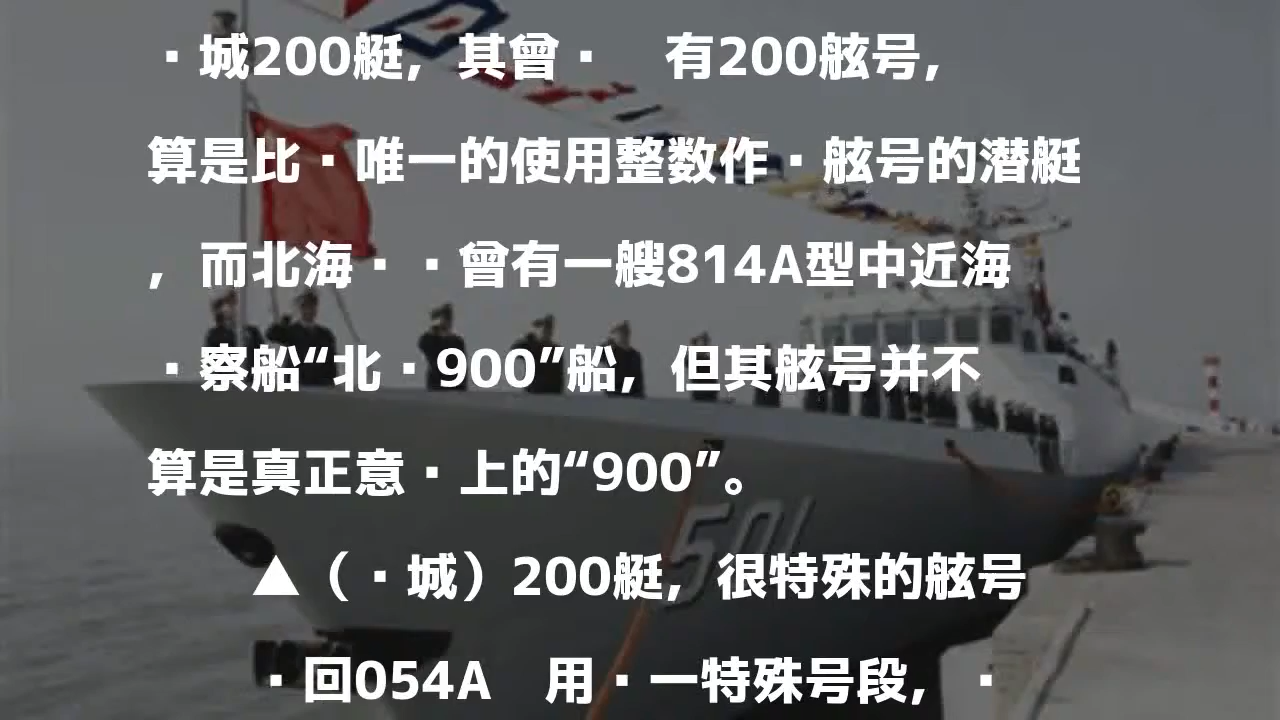 ·城200艇，其曾· 有200舷号，
算是比·唯一的使用整数作·舷号的潜艇
，而北海··曾有一艘814A型中近海
·察船“北·900”船，但其舷号并不
算是真正意·上的“900”。
▲（·城）200艇，很特殊的舷号
·回054A 用·一特殊号段，·
501